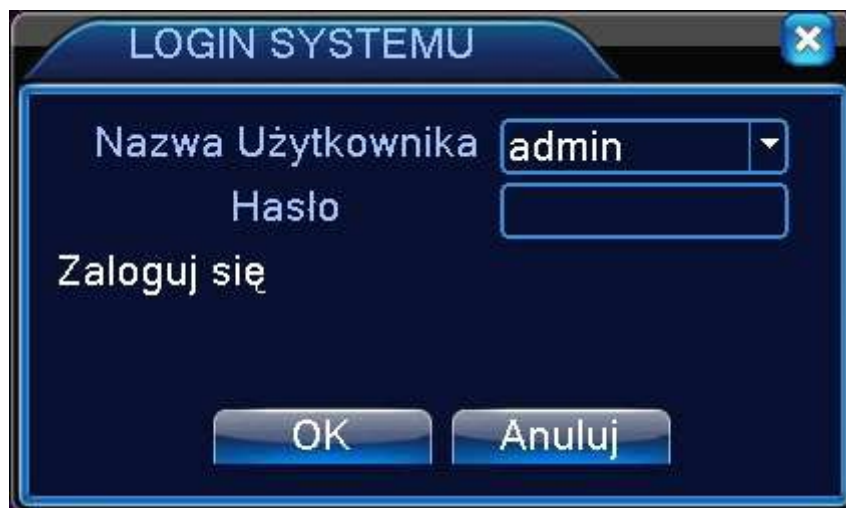 LOGIN SYSTEMU
Nazwa Użytkownika admin
Hasło
Zaloguj się
OK Anuluj